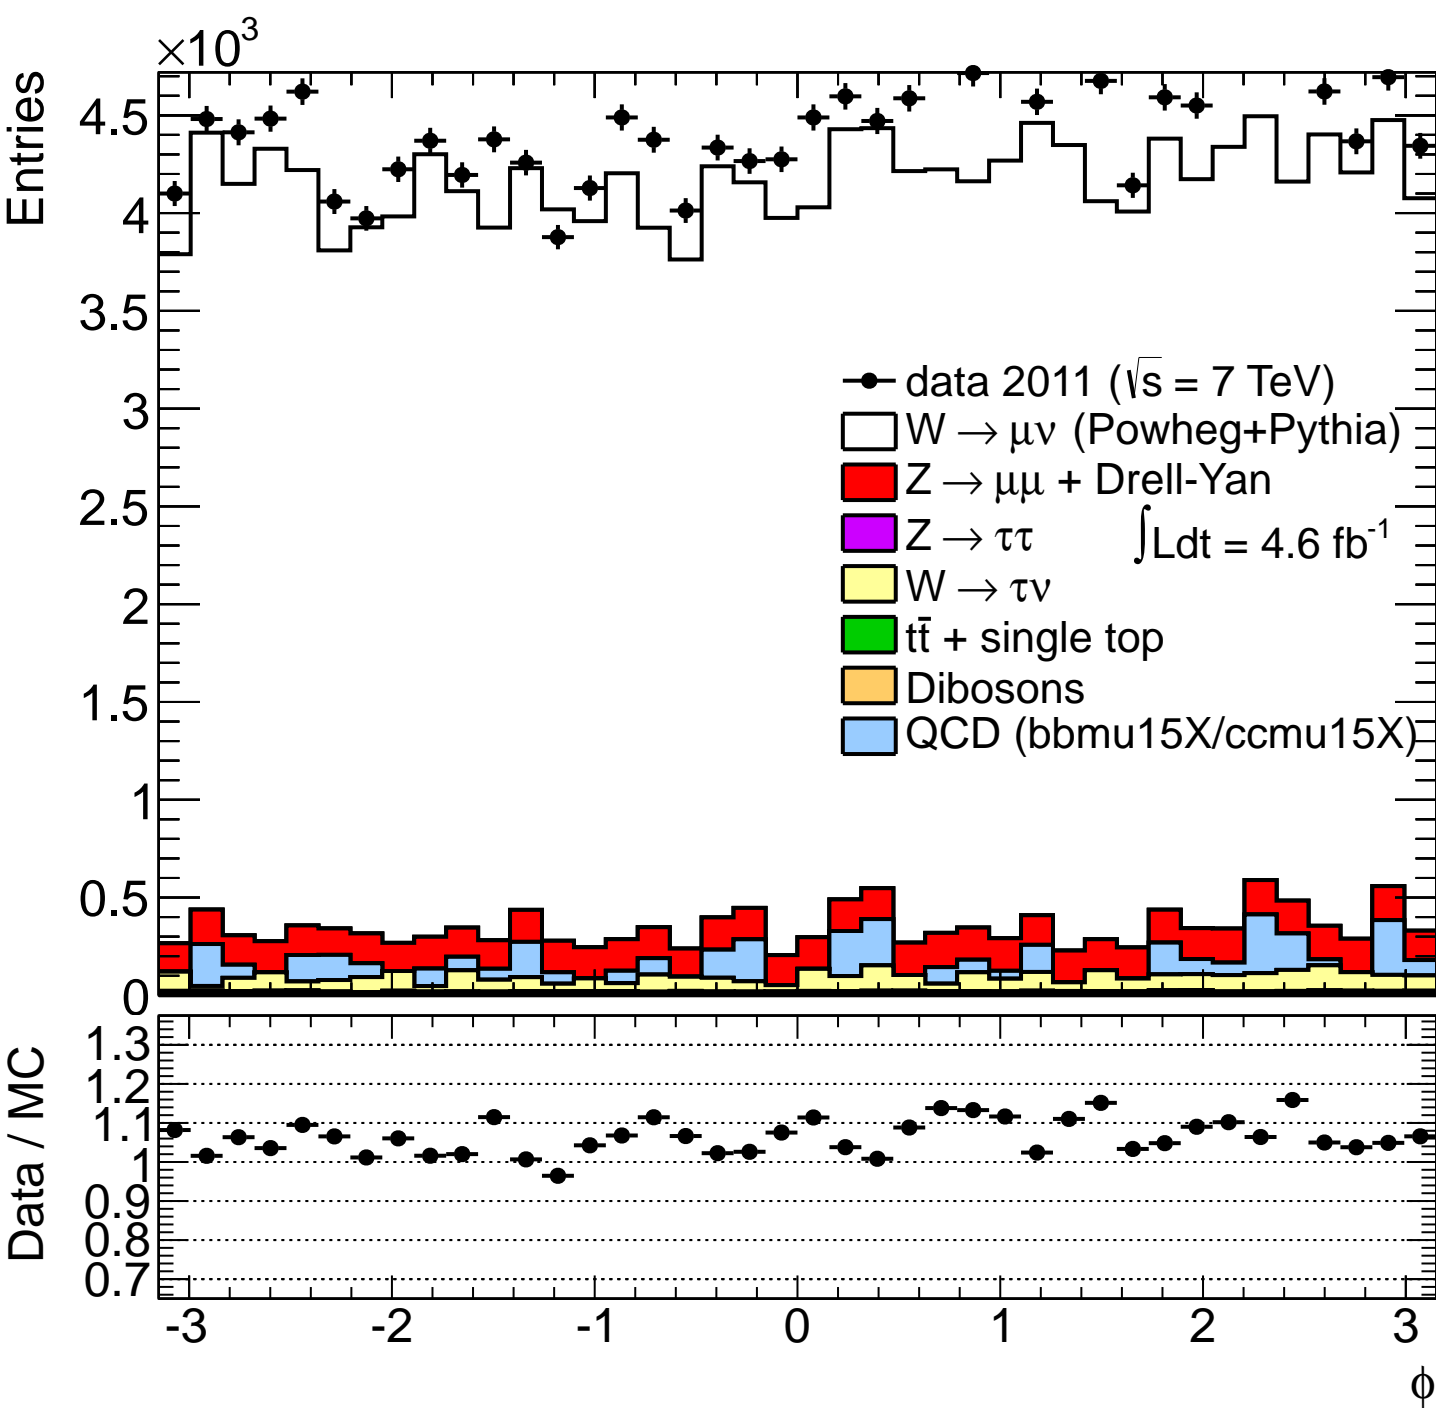 ×10³
Entries
4.5
4
3.5
3
2.5
2
1.5
1
0.5
0
data 2011 (√s = 7 TeV)
W → μν (Powheg+Pythia)
Z → μμ + Drell-Yan
Z → ττ
∫Ldt = 4.6 fb⁻¹
W → τν
tt̄ + single top
Dibosons
QCD (bbmu15X/ccmu15X)
Data / MC
1.3
1.2
1.1
1
0.9
0.8
0.7
-3 -2 -1 0 1 2 3
ϕ